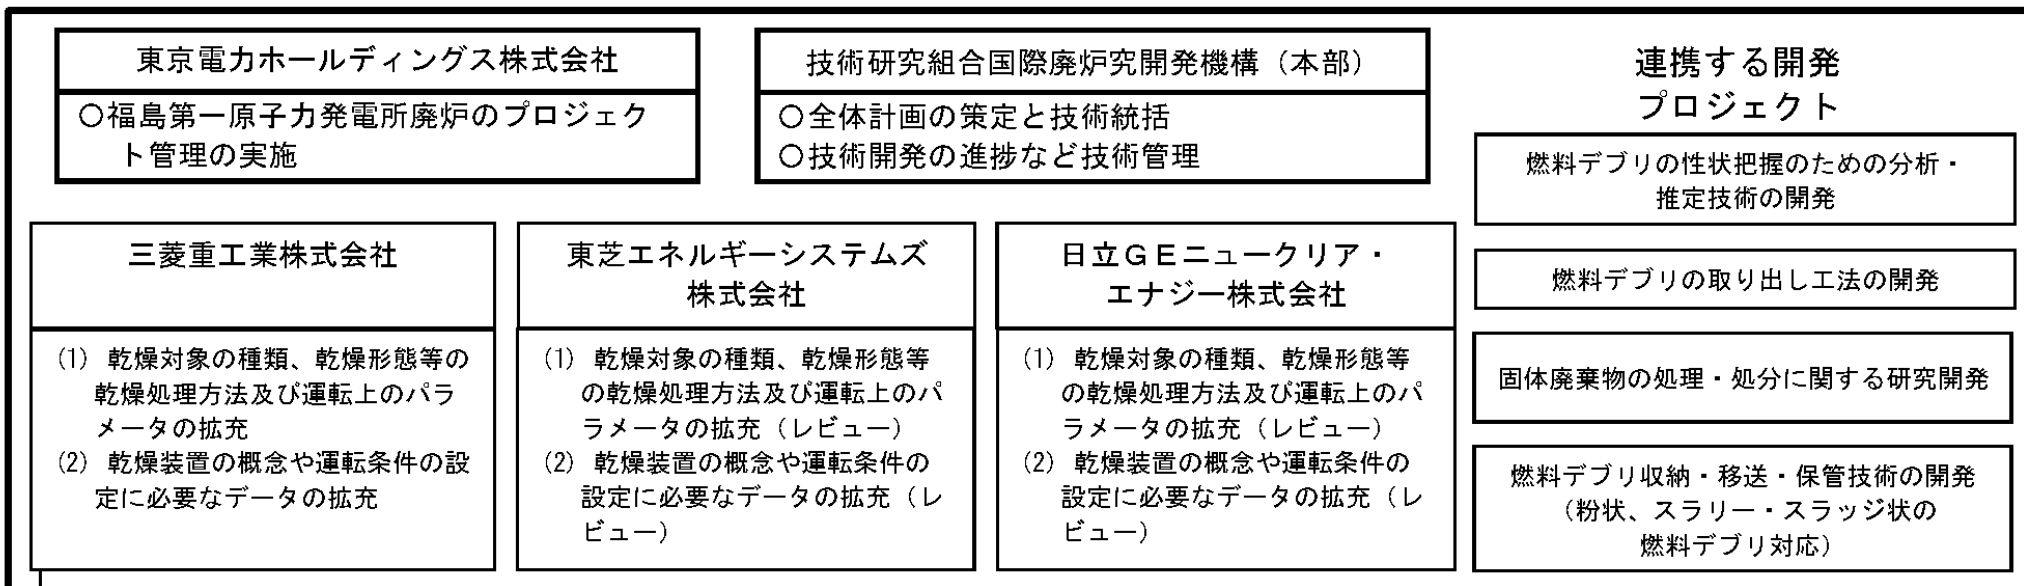 東京電力ホールディングス株式会社
○福島第一原子力発電所廃炉のプロジェク
ト管理の実施
技術研究組合国際廃炉究開発機構（本部）
○全体計画の策定と技術統括
○技術開発の進捗など技術管理
三菱重工業株式会社
(1) 乾燥対象の種類、乾燥形態等の
乾燥処理方法及び運転上のパラ
メータの拡充
(2) 乾燥装置の概念や運転条件の設
定に必要なデータの拡充
東芝エネルギーシステムズ
株式会社
(1) 乾燥対象の種類、乾燥形態等
の乾燥処理方法及び運転上のパ
ラメータの拡充（レビュー）
(2) 乾燥装置の概念や運転条件の
設定に必要なデータの拡充（レ
ビュー）
日立ＧＥニュークリア・
エナジー株式会社
(1) 乾燥対象の種類、乾燥形態等
の乾燥処理方法及び運転上のパ
ラメータの拡充（レビュー）
(2) 乾燥装置の概念や運転条件の
設定に必要なデータの拡充（レ
ビュー）
連携する開発
プロジェクト
燃料デブリの性状把握のための分析・
推定技術の開発
燃料デブリの取り出し工法の開発
固体廃棄物の処理・処分に関する研究開発
燃料デブリ収納・移送・保管技術の開発
（粉状、スラリー・スラッジ状の
燃料デブリ対応）